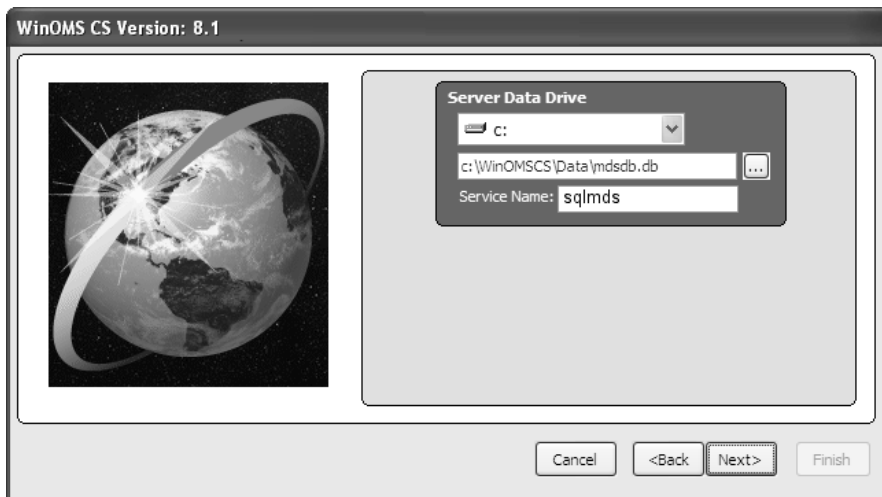 WinOMS CS Version: 8.1
Server Data Drive
c:
c:\WinOMSCS\Data\mdsdb.db
...
Service Name: sqlmds
Cancel <Back Next> Finish